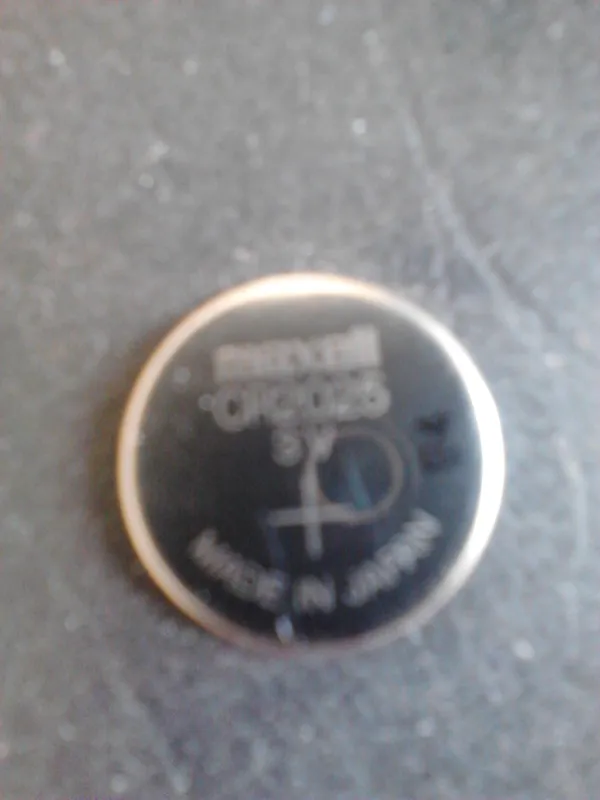 maxell
CR2025
3V
+
MADE IN JAPAN